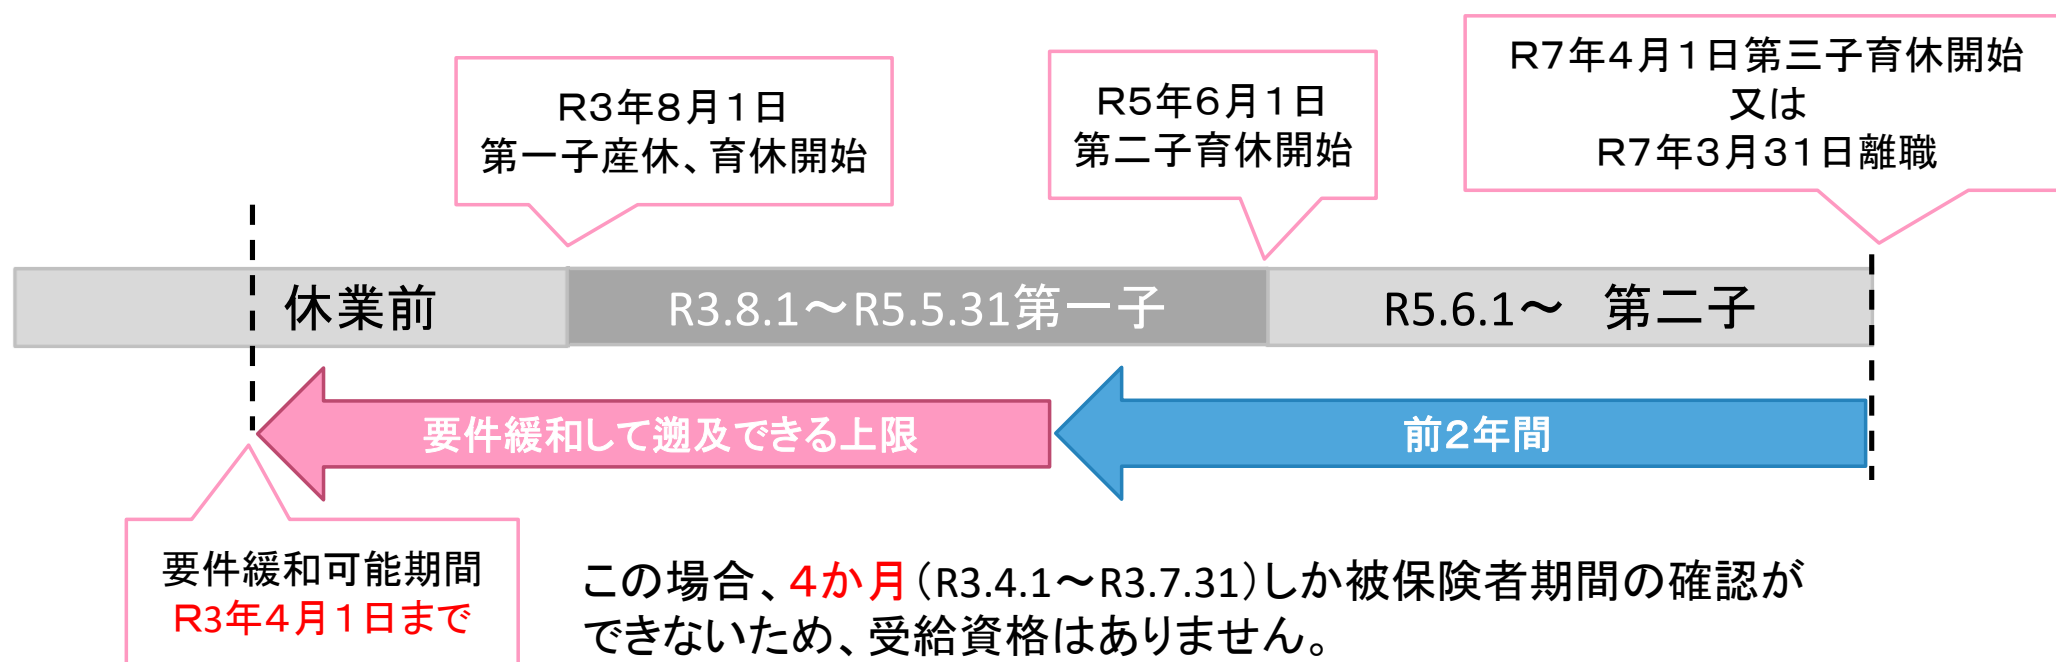 R3年8月1日
第一子産休、育休開始
R5年6月1日
第二子育休開始
R7年4月1日第三子育休開始
又は
R7年3月31日離職
休業前
R3.8.1～R5.5.31第一子
R5.6.1～　第二子
要件緩和して遡及できる上限
前2年間
要件緩和可能期間
R3年4月1日まで
この場合、4か月（R3.4.1～R3.7.31）しか被保険者期間の確認が
できないため、受給資格はありません。